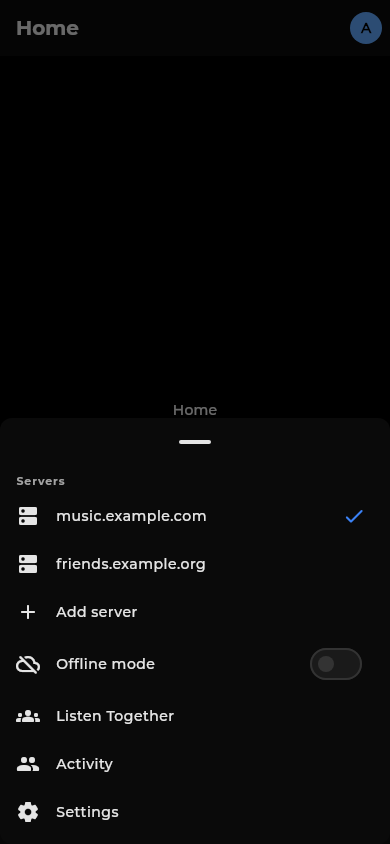 Home
A
Home
Servers
music.example.com
friends.example.org
Add server
Offline mode
Listen Together
Activity
Settings